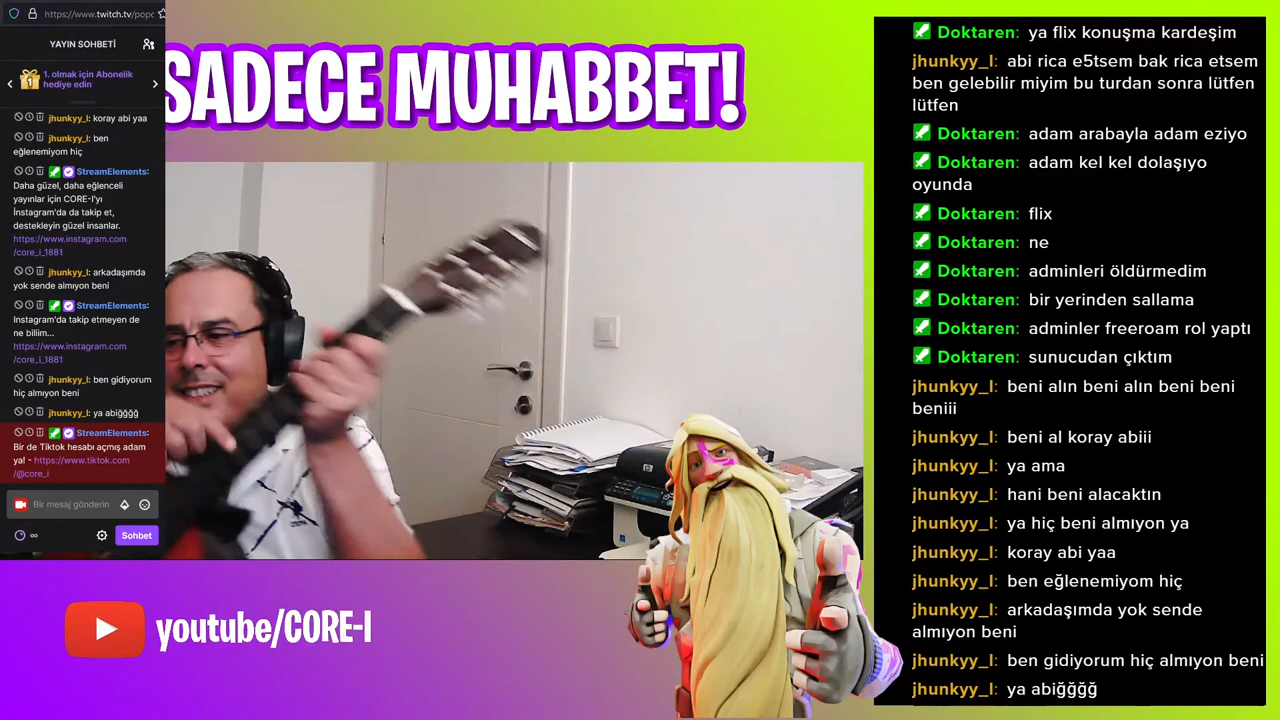 https://www.twitch.tv/popo
YAYIN SOHBETİ
1. olmak için Abonelik
hediye edin
jhunkyy_l: koray abi yaa
jhunkyy_l: ben
eğlenemiyom hiç
StreamElements:
Daha güzel, daha eğlenceli
yayınlar için CORE-I'yı
İnstagram'da da takip et,
destekleyin güzel insanlar.
https://www.instagram.com
/core_i_1881
jhunkyy_l: arkadaşımda
yok sende almıyon beni
StreamElements:
Instagram'da takip etmeyen de
ne biliim...
https://www.instagram.com
/core_i_1881
jhunkyy_l: ben gidiyorum
hiç almıyon beni
jhunkyy_l: ya abiğğğğ
StreamElements:
Bir de Tiktok hesabı açmış adam
ya! - https://www.tiktok.com
/@core_i
Bir mesaj gönderin
∞
Sohbet
SADECE MUHABBET!
hp
youtube/CORE-I
Doktaren: ya flix konuşma kardeşim
jhunkyy_l: abi rica e5tsem bak rica etsem
ben gelebilir miyim bu turdan sonra lütfen
lütfen
Doktaren: adam arabayla adam eziyo
Doktaren: adam kel kel dolaşıyo
oyunda
Doktaren: flix
Doktaren: ne
Doktaren: adminleri öldürmedim
Doktaren: bir yerinden sallama
Doktaren: adminler freeroam rol yaptı
Doktaren: sunucudan çıktım
jhunkyy_l: beni alın beni alın beni beni
beniii
jhunkyy_l: beni al koray abiii
jhunkyy_l: ya ama
jhunkyy_l: hani beni alacaktın
jhunkyy_l: ya hiç beni almıyon ya
jhunkyy_l: koray abi yaa
jhunkyy_l: ben eğlenemiyom hiç
jhunkyy_l: arkadaşımda yok sende
almıyon beni
jhunkyy_l: ben gidiyorum hiç almıyon beni
jhunkyy_l: ya abiğğğğ